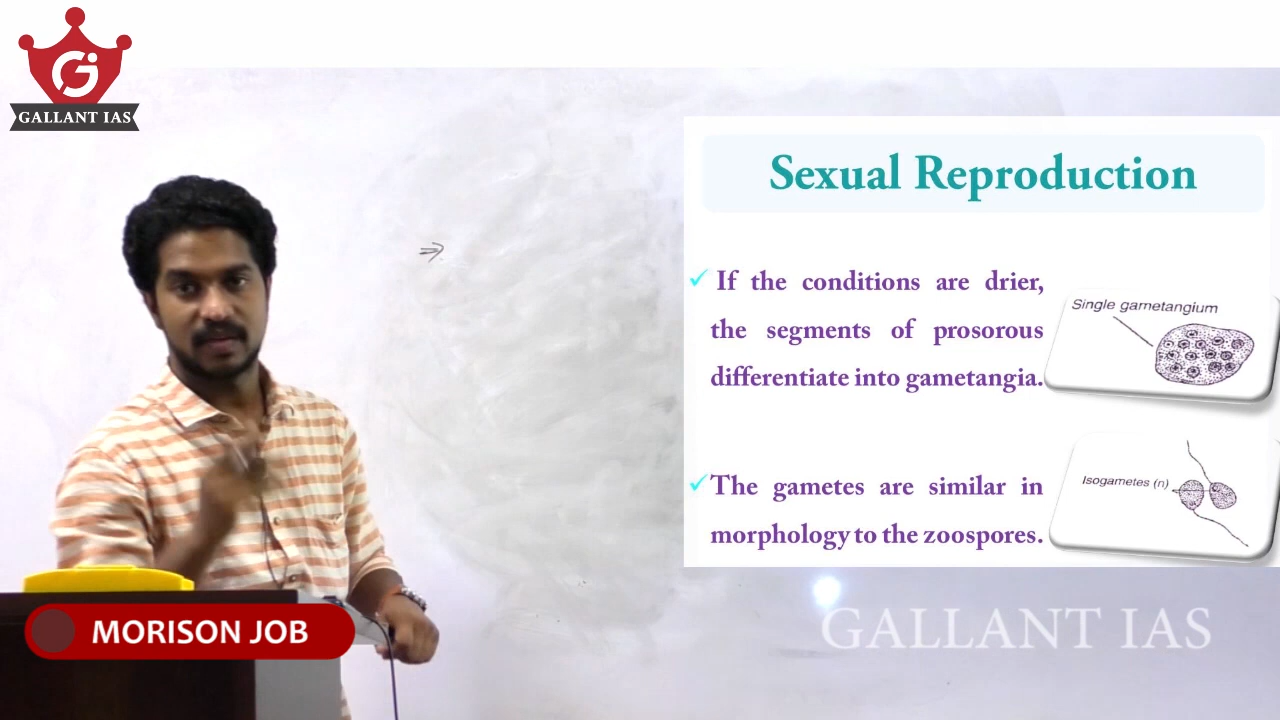 GALLANT IAS
Sexual Reproduction
If the conditions are drier,
the segments of prosorous
differentiate into gametangia.
Single gametangium
The gametes are similar in
morphology to the zoospores.
Isogametes (n)
MORISON JOB
GALLANT IAS